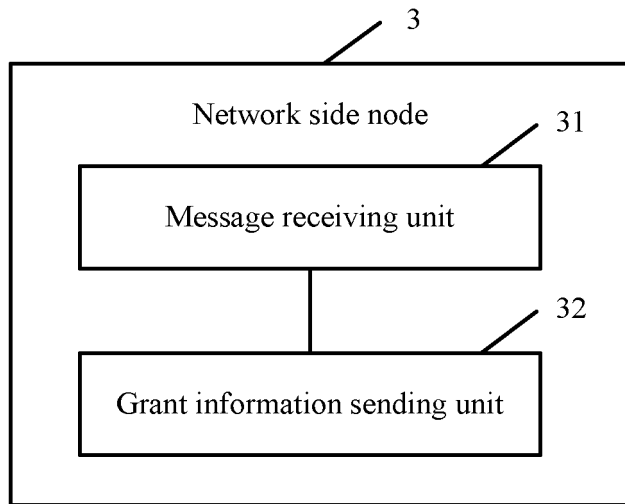 3
Network side node
31
Message receiving unit
32
Grant information sending unit